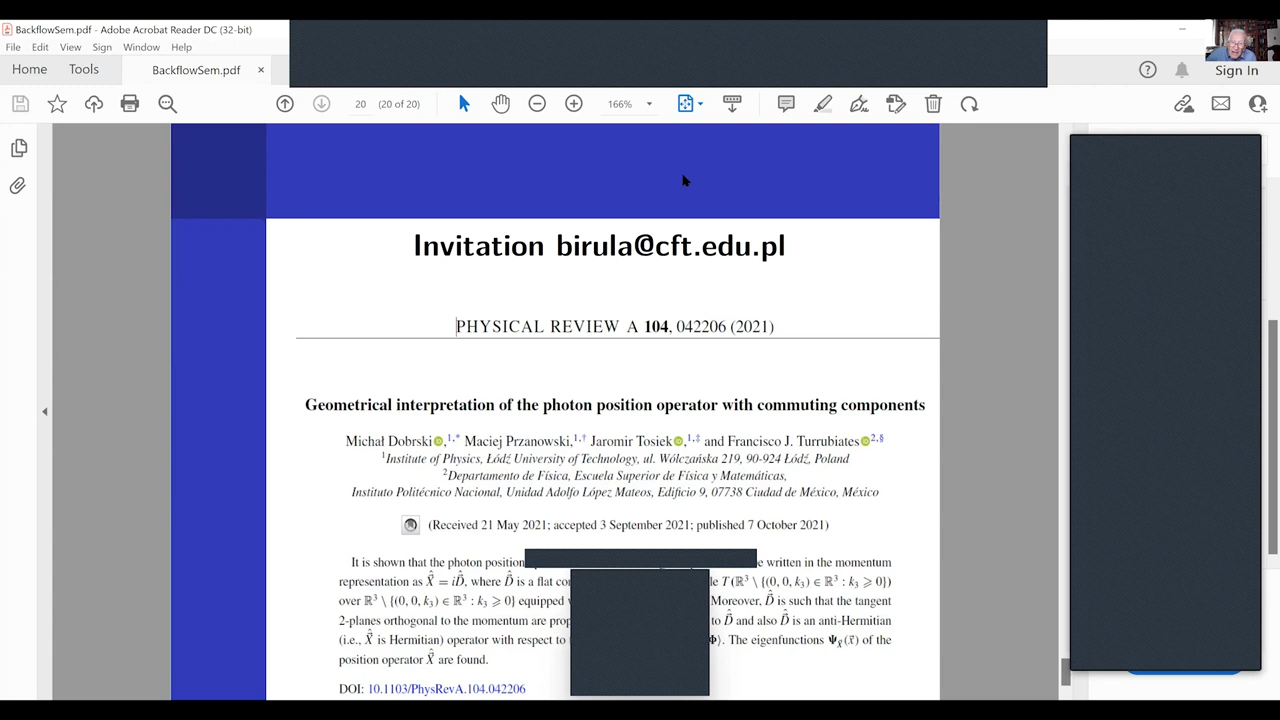 BackflowSem.pdf - Adobe Acrobat Reader DC (32-bit)
File Edit View Sign Window Help
Home Tools BackflowSem.pdf × Sign In
20 (20 of 20) 166%
Invitation birula@cft.edu.pl
PHYSICAL REVIEW A 104, 042206 (2021)
Geometrical interpretation of the photon position operator with commuting components
Michał Dobrski,1,* Maciej Przanowski,1,† Jaromir Tosiek,1,‡ and Francisco J. Turrubiates2,§
1Institute of Physics, Łódź University of Technology, ul. Wólczańska 219, 90-924 Łódź, Poland
2Departamento de Física, Escuela Superior de Física y Matemáticas,
Instituto Politécnico Nacional, Unidad Adolfo López Mateos, Edificio 9, 07738 Ciudad de México, México
(Received 21 May 2021; accepted 3 September 2021; published 7 October 2021)
It is shown that the photon position written in the momentum
representation as X̂ = iD̂, where D̂ is a flat T(ℝ³ \ {(0, 0, k₃) ∈ ℝ³ : k₃ ⩾ 0})
over ℝ³ \ {(0, 0, k₃) ∈ ℝ³ : k₃ ⩾ 0} equipped Moreover, D̂ is such that the tangent
2-planes orthogonal to the momentum are to D̂ and also D̂ is an anti-Hermitian
(i.e., X̂ is Hermitian) operator with respect to Φ⟩. The eigenfunctions Ψ_X̂(x⃗) of the
position operator X̂ are found.
DOI: 10.1103/PhysRevA.104.042206